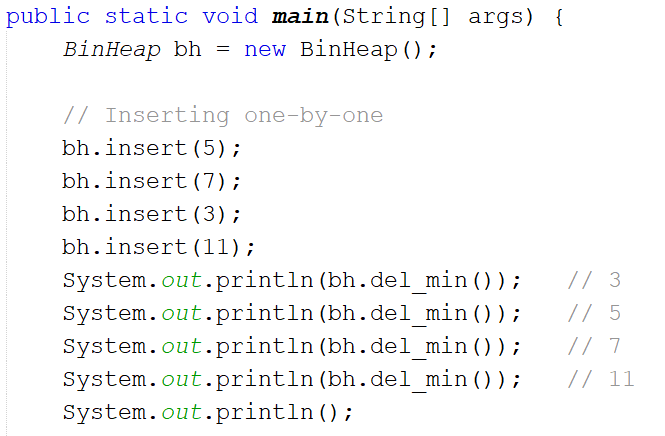 public static void main(String[] args) {
    BinHeap bh = new BinHeap();

    // Inserting one-by-one
    bh.insert(5);
    bh.insert(7);
    bh.insert(3);
    bh.insert(11);
    System.out.println(bh.del_min());   // 3
    System.out.println(bh.del_min());   // 5
    System.out.println(bh.del_min());   // 7
    System.out.println(bh.del_min());   // 11
    System.out.println();